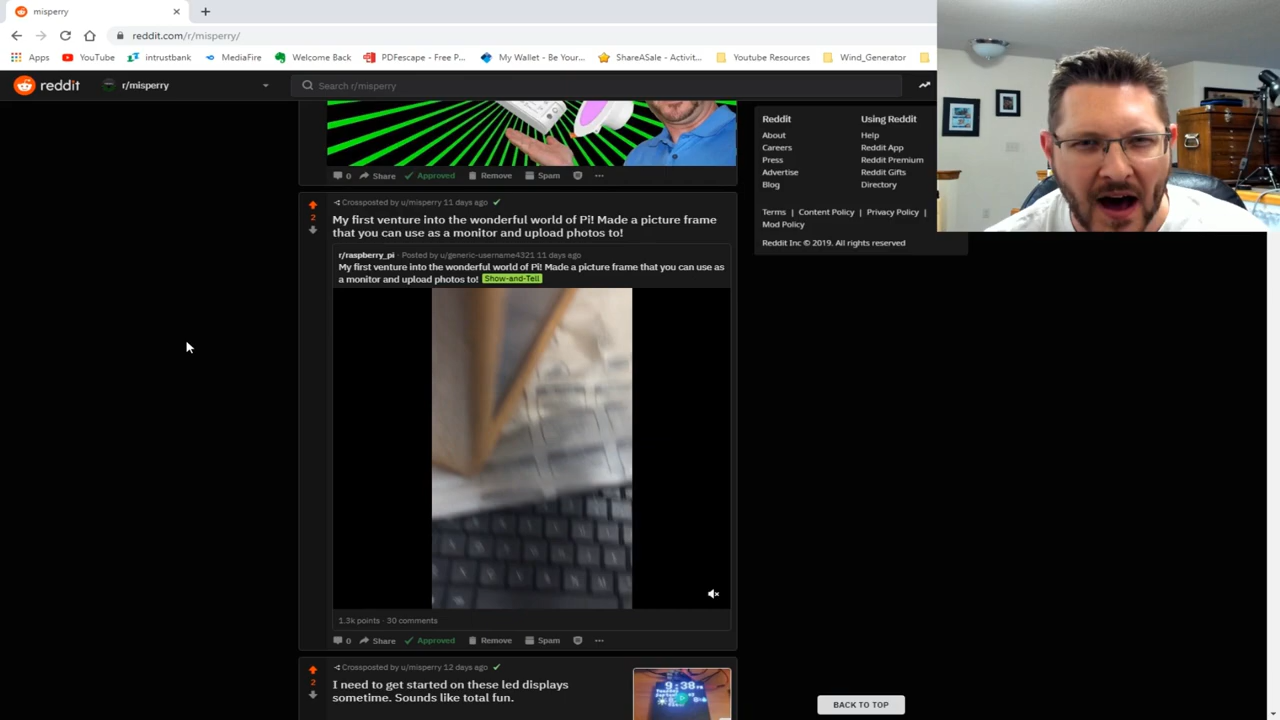 misperry
reddit.com/r/misperry/
Apps YouTube intrustbank MediaFire Welcome Back PDFescape - Free P... My Wallet - Be Your... ShareASale - Activit... Youtube Resources Wind_Generator
reddit r/misperry Search r/misperry
0 Share Approved Remove Spam
Crossposted by u/misperry 11 days ago
2
My first venture into the wonderful world of Pi! Made a picture frame
that you can use as a monitor and upload photos to!
r/raspberry_pi · Posted by u/generic-username4321 11 days ago
My first venture into the wonderful world of Pi! Made a picture frame that you can use as
a monitor and upload photos to! Show-and-Tell
1.3k points · 30 comments
0 Share Approved Remove Spam
Crossposted by u/misperry 12 days ago
2
I need to get started on these led displays
sometime. Sounds like total fun.
9:38
Reddit Using Reddit
About Help
Careers Reddit App
Press Reddit Premium
Advertise Reddit Gifts
Blog Directory
Terms | Content Policy | Privacy Policy |
Mod Policy
Reddit Inc © 2019. All rights reserved
BACK TO TOP